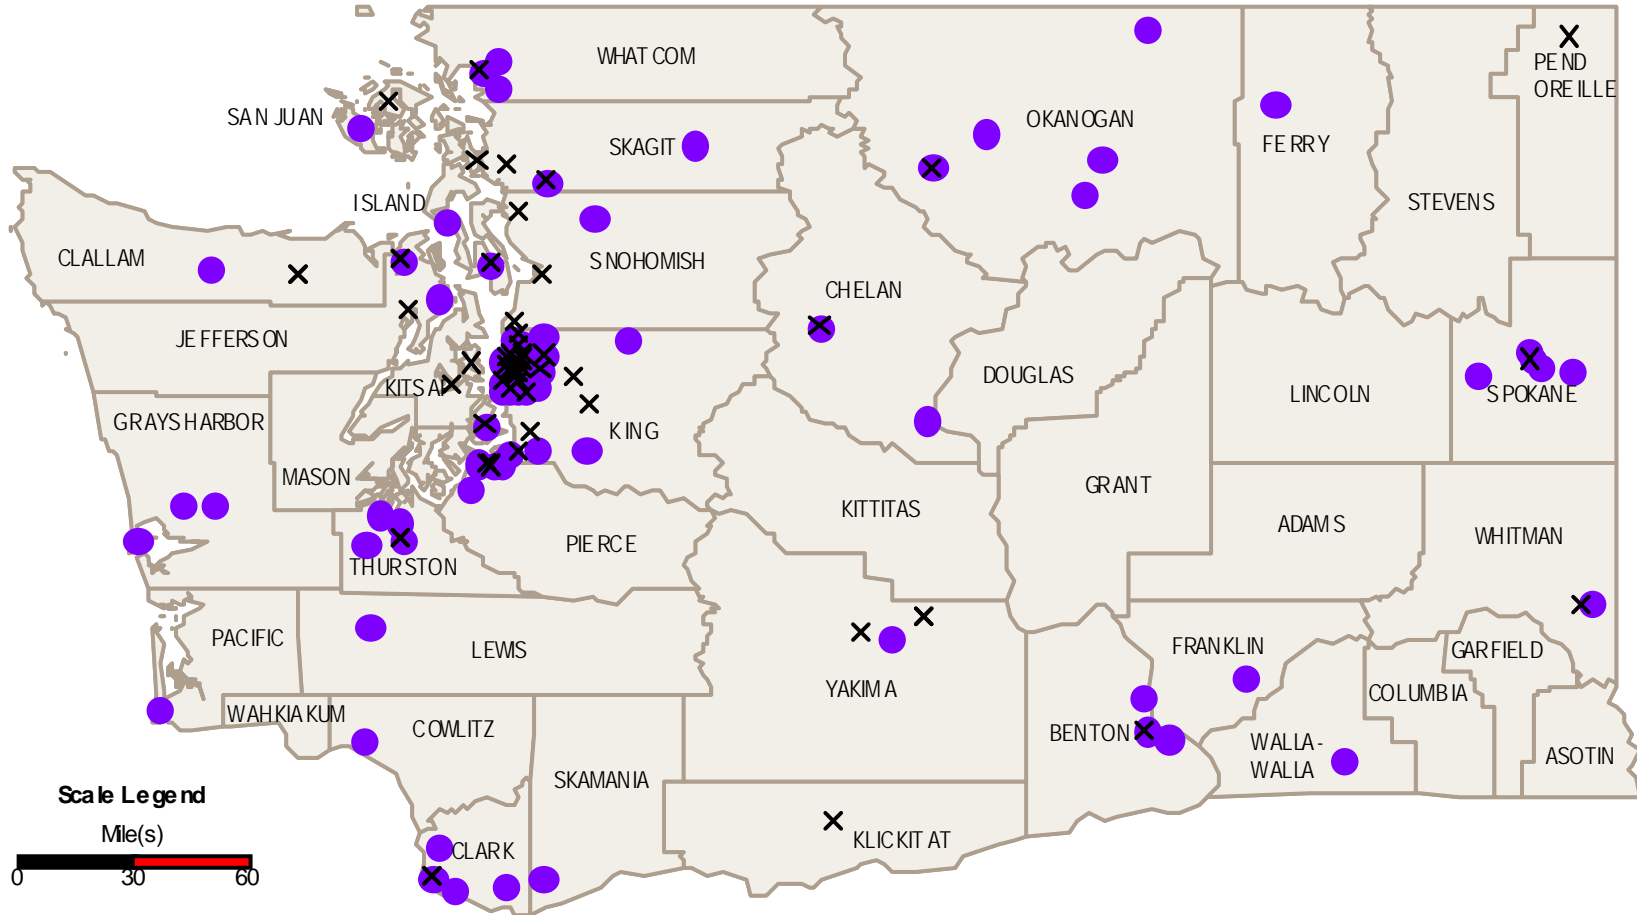 WHATCOM
PEND
OREILLE
SAN JUAN
OKANOGAN
SKAGIT
FERRY
ISLAND
STEVENS
CLALLAM
SNOHOMISH
CHELAN
JEFFERSON
DOUGLAS
KITSAP
LINCOLN
SPOKANE
GRAYS HARBOR
KING
MASON
GRANT
KITTITAS
ADAMS
WHITMAN
PIERCE
THURSTON
PACIFIC
LEWIS
FRANKLIN
GARFIELD
YAKIMA
COLUMBIA
WAHKIAKUM
COWLITZ
BENTON
WALLA-
WALLA
ASOTIN
SKAMANIA
Scale Legend
Mile(s)
KLICKITAT
CLARK
0 30 60